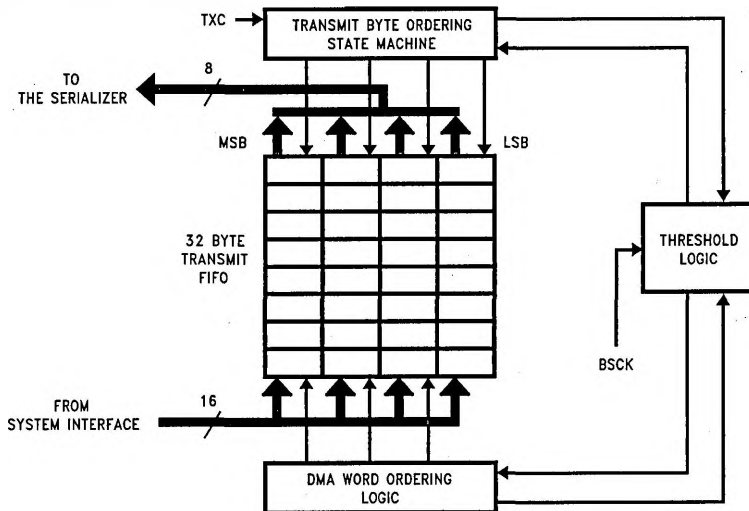 TXC
TRANSMIT BYTE ORDERING
STATE MACHINE
8
TO
THE SERIALIZER
MSB
LSB
32 BYTE
TRANSMIT
FIFO
THRESHOLD
LOGIC
BSCK
FROM
SYSTEM INTERFACE
16
DMA WORD ORDERING
LOGIC